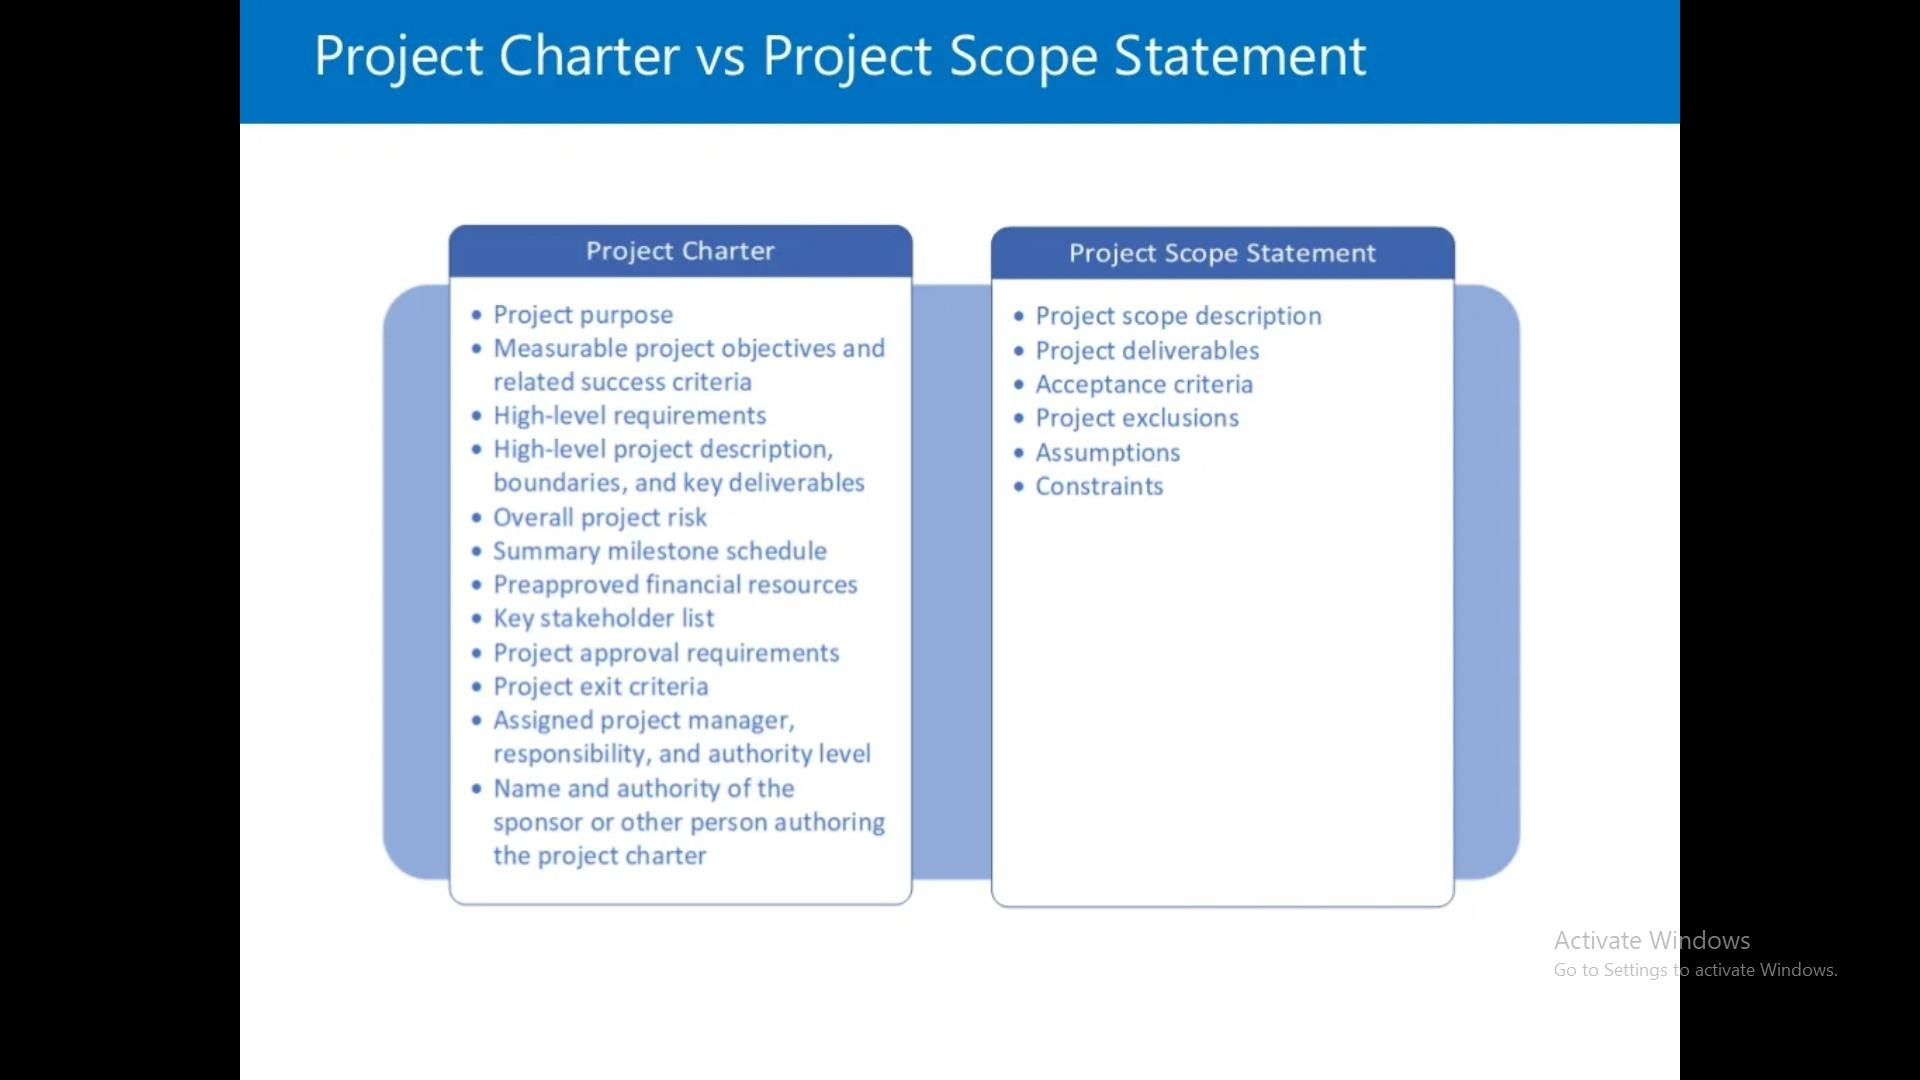 Project Charter vs Project Scope Statement
Project Charter
• Project purpose
• Measurable project objectives and
related success criteria
• High-level requirements
• High-level project description,
boundaries, and key deliverables
• Overall project risk
• Summary milestone schedule
• Preapproved financial resources
• Key stakeholder list
• Project approval requirements
• Project exit criteria
• Assigned project manager,
responsibility, and authority level
• Name and authority of the
sponsor or other person authoring
the project charter
Project Scope Statement
• Project scope description
• Project deliverables
• Acceptance criteria
• Project exclusions
• Assumptions
• Constraints
Activate Windows
Go to Settings to activate Windows.